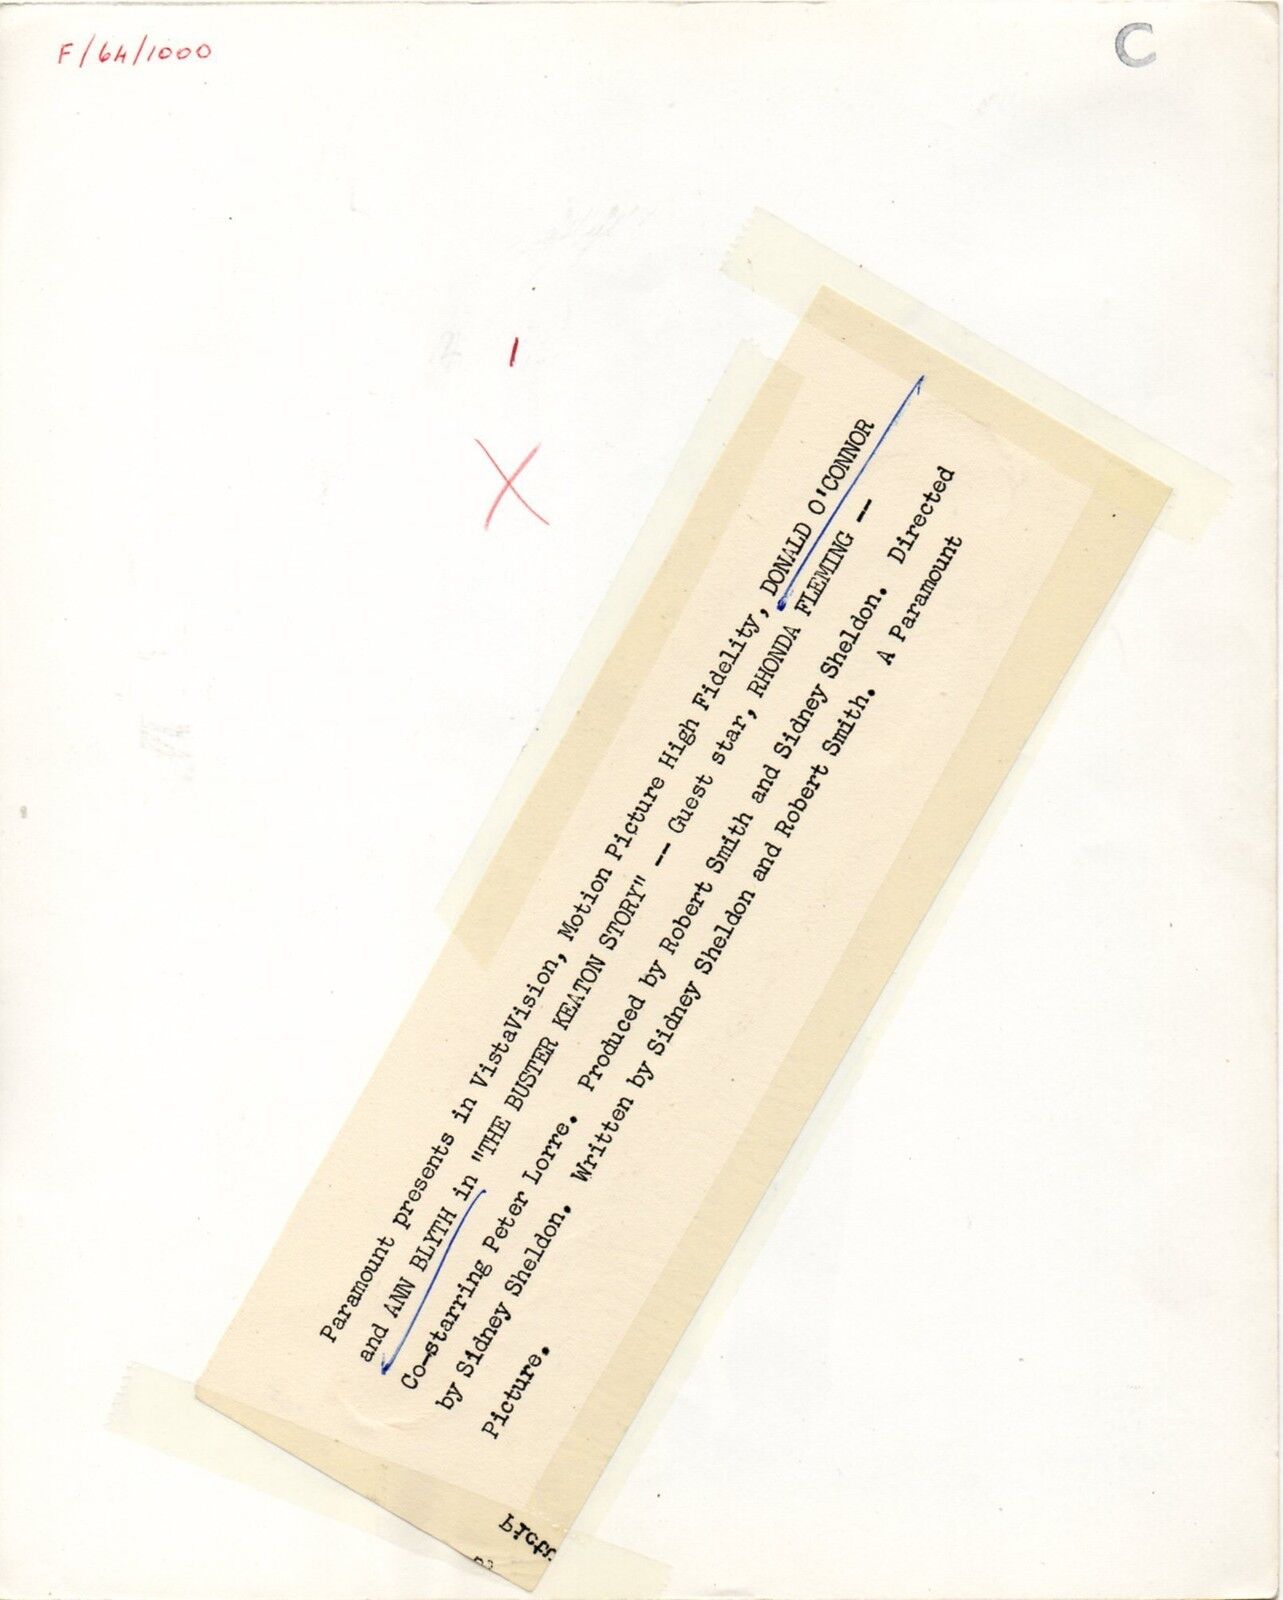 F/64/1000
C
1
X
Paramount presents in VistaVision, Motion Picture High Fidelity, DONALD O'CONNOR
and ANN BLYTH in "THE BUSTER KEATON STORY" -- Guest star, RHONDA FLEMING --
Co-starring Peter Lorre. Produced by Robert Smith and Sidney Sheldon. Directed
by Sidney Sheldon. Written by Sidney Sheldon and Robert Smith. A Paramount
Picture.